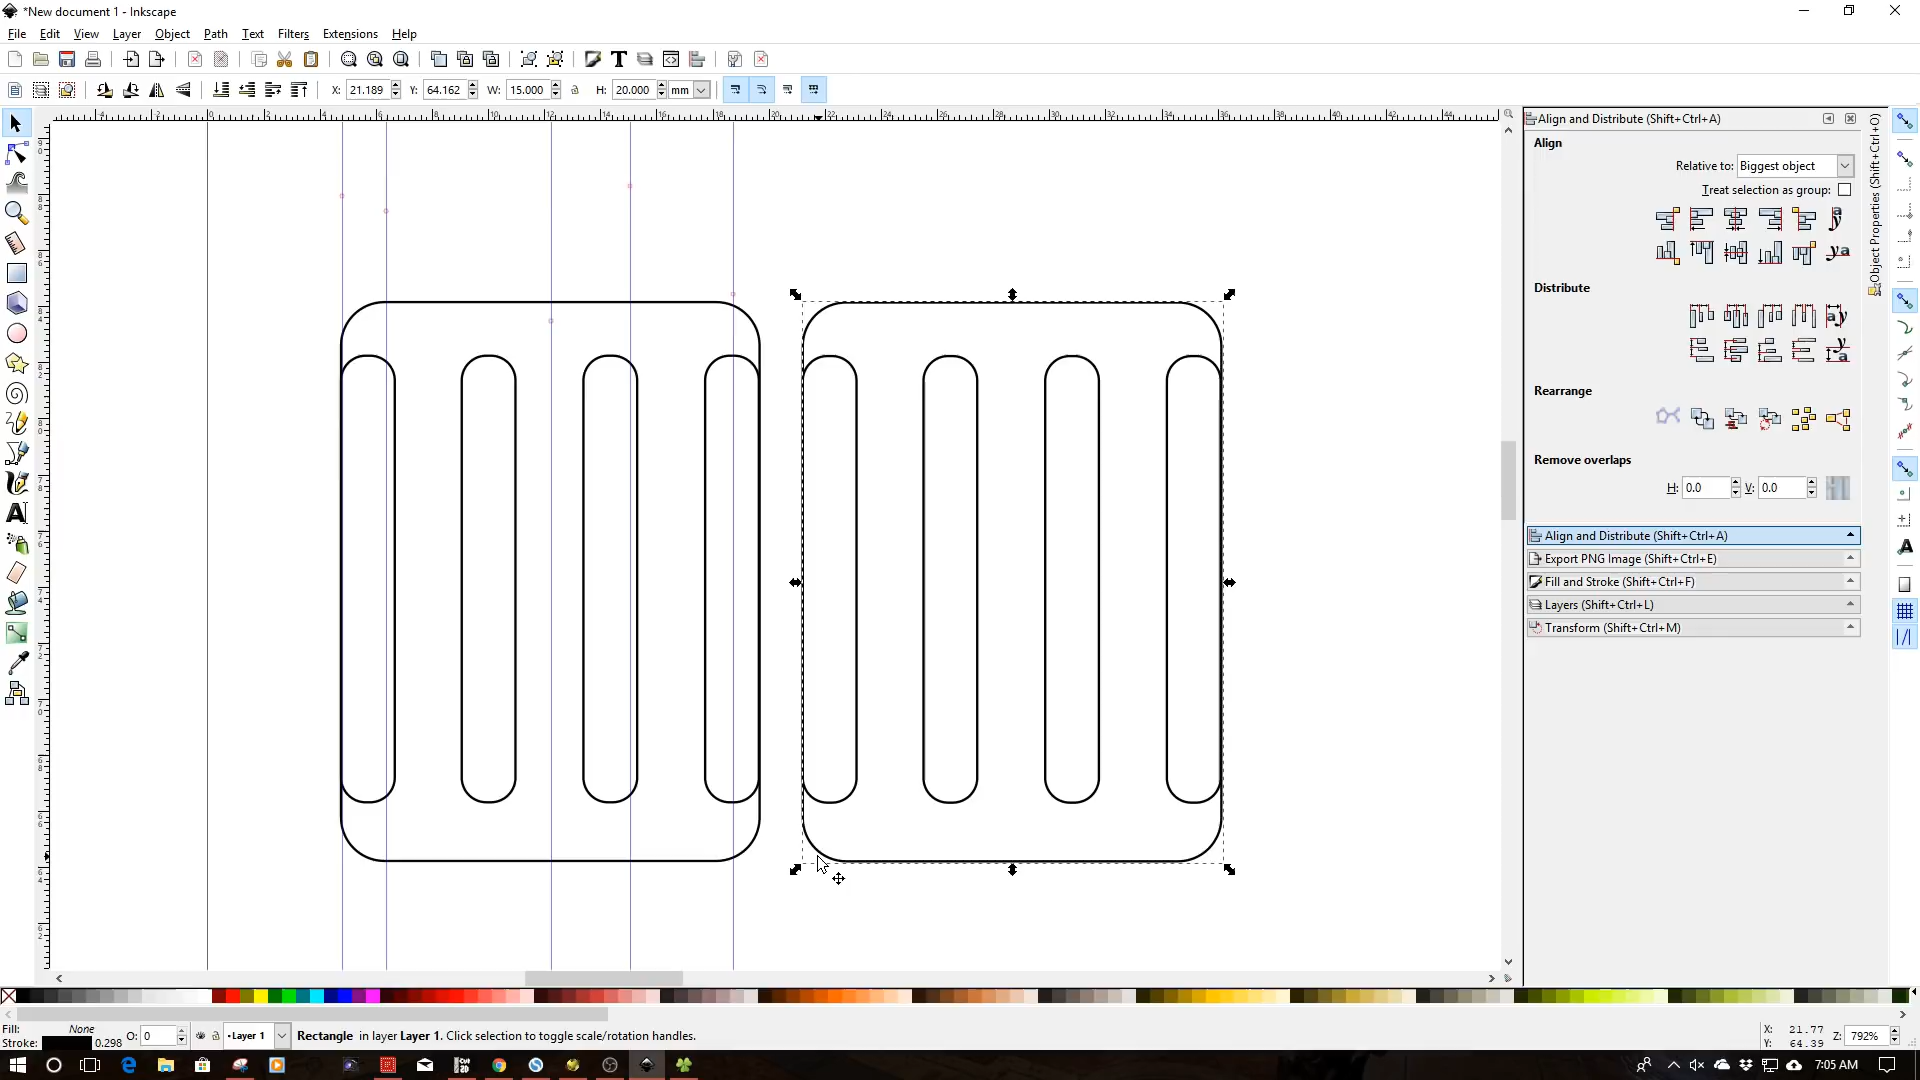 *New document 1 - Inkscape
File Edit View Layer Object Path Text Filters Extensions Help
X: 21.189 Y: 64.162 W: 15.000 H: 20.000 mm
Align and Distribute (Shift+Ctrl+A)
Align
Relative to: Biggest object
Treat selection as group:
Distribute
Rearrange
Remove overlaps
H: 0.0 V: 0.0
Align and Distribute (Shift+Ctrl+A)
Export PNG Image (Shift+Ctrl+E)
Fill and Stroke (Shift+Ctrl+F)
Layers (Shift+Ctrl+L)
Transform (Shift+Ctrl+M)
Object Properties (Shift+Ctrl+O)
Fill: None
Stroke: 0.298 O: 0 •Layer 1 Rectangle in layer Layer 1. Click selection to toggle scale/rotation handles.
X: 21.77
Y: 64.39 Z: 792%
7:05 AM